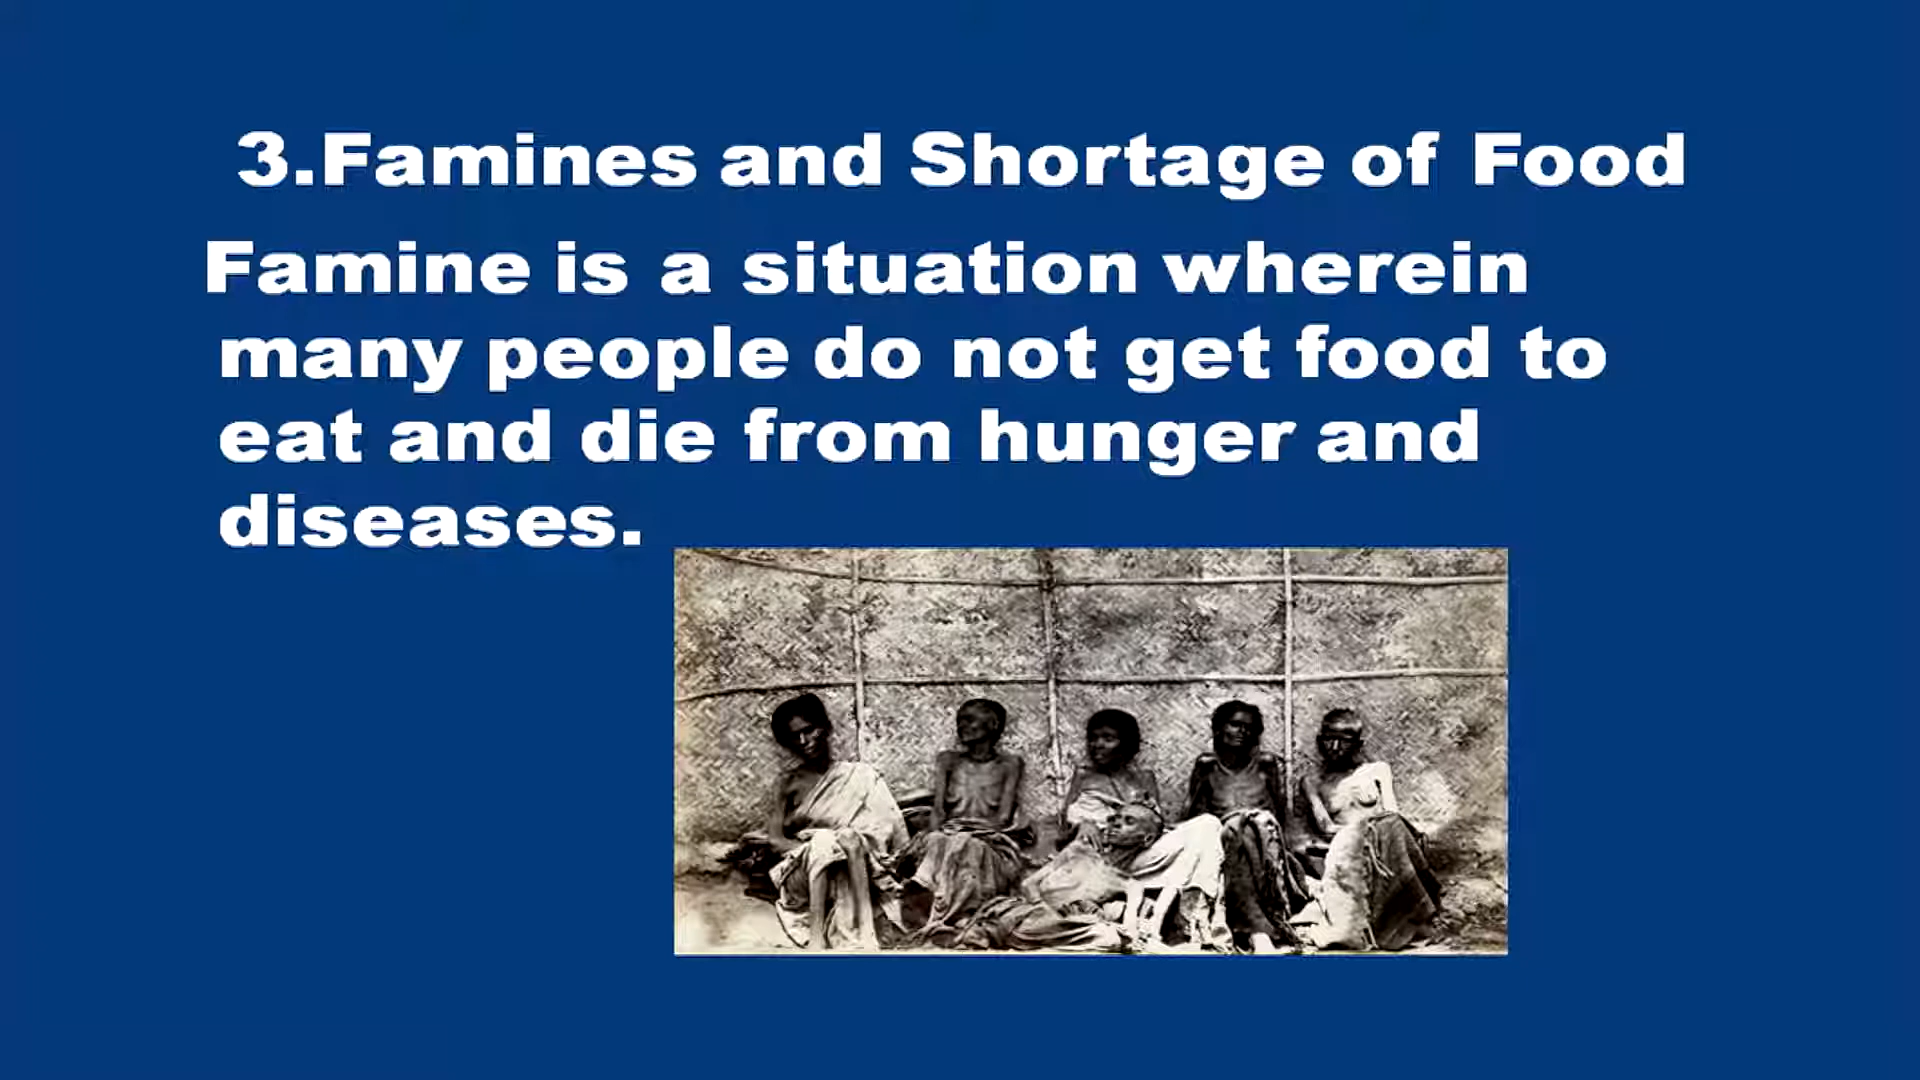 3.Famines and Shortage of Food
Famine is a situation wherein
many people do not get food to
eat and die from hunger and
diseases.